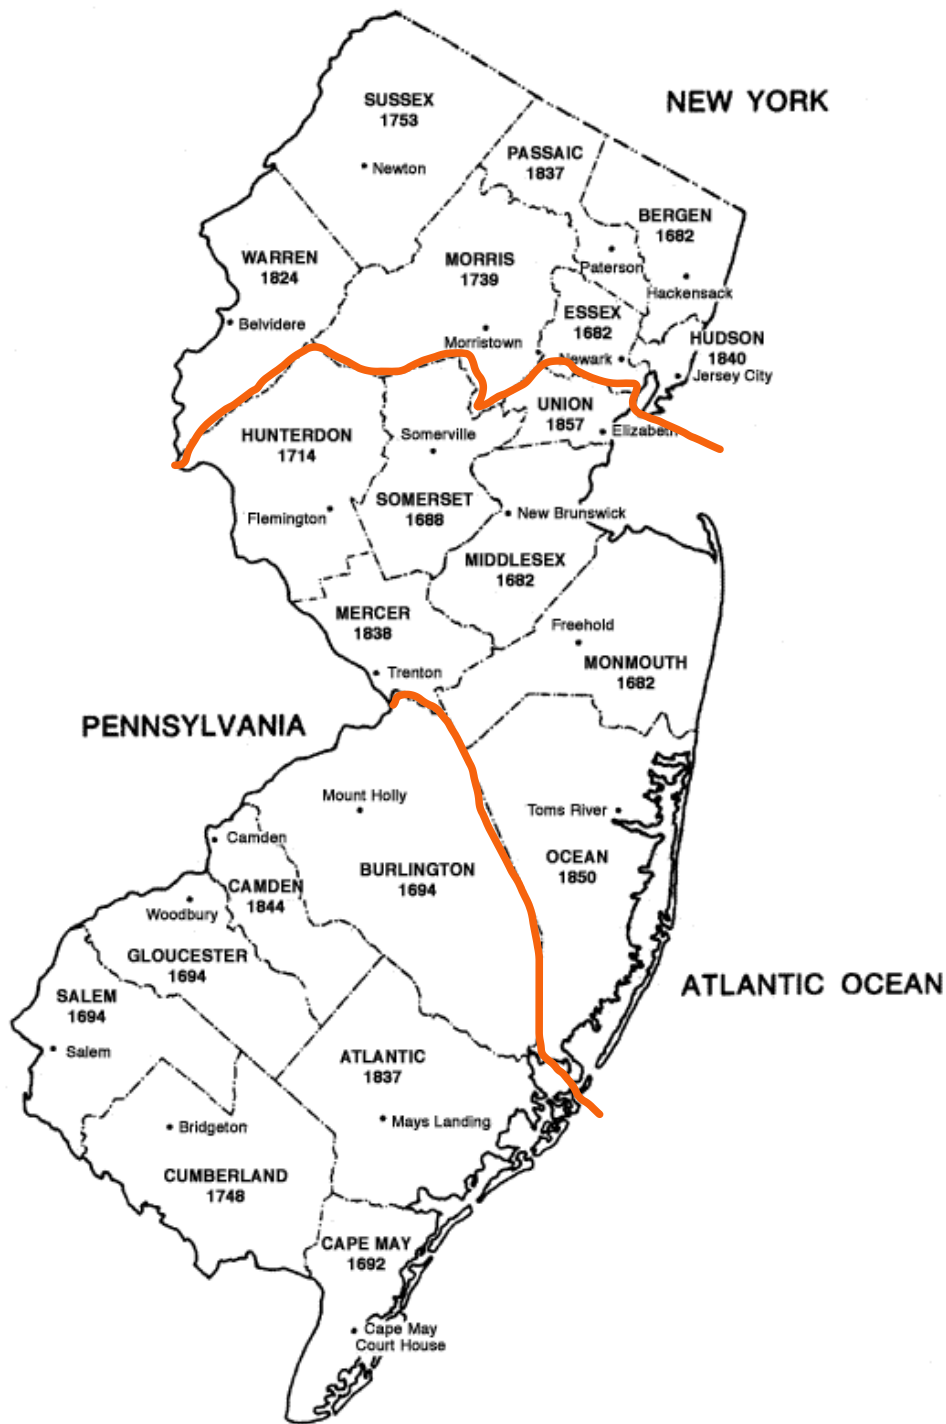 SUSSEX
1753
Newton
NEW YORK
PASSAIC
1837
BERGEN
1682
WARREN
1824
MORRIS
1739
Paterson
Hackensack
ESSEX
1682
Belvidere
Morristown
Newark
HUDSON
1840
Jersey City
HUNTERDON
1714
Somerville
UNION
1857
Elizabeth
SOMERSET
1688
Flemington
New Brunswick
MIDDLESEX
1682
MERCER
1838
Freehold
Trenton
MONMOUTH
1682
PENNSYLVANIA
Mount Holly
Toms River
Camden
CAMDEN
1844
BURLINGTON
1694
OCEAN
1850
Woodbury
GLOUCESTER
1694
ATLANTIC OCEAN
SALEM
1694
Salem
ATLANTIC
1837
Mays Landing
Bridgeton
CUMBERLAND
1748
CAPE MAY
1692
Cape May
Court House